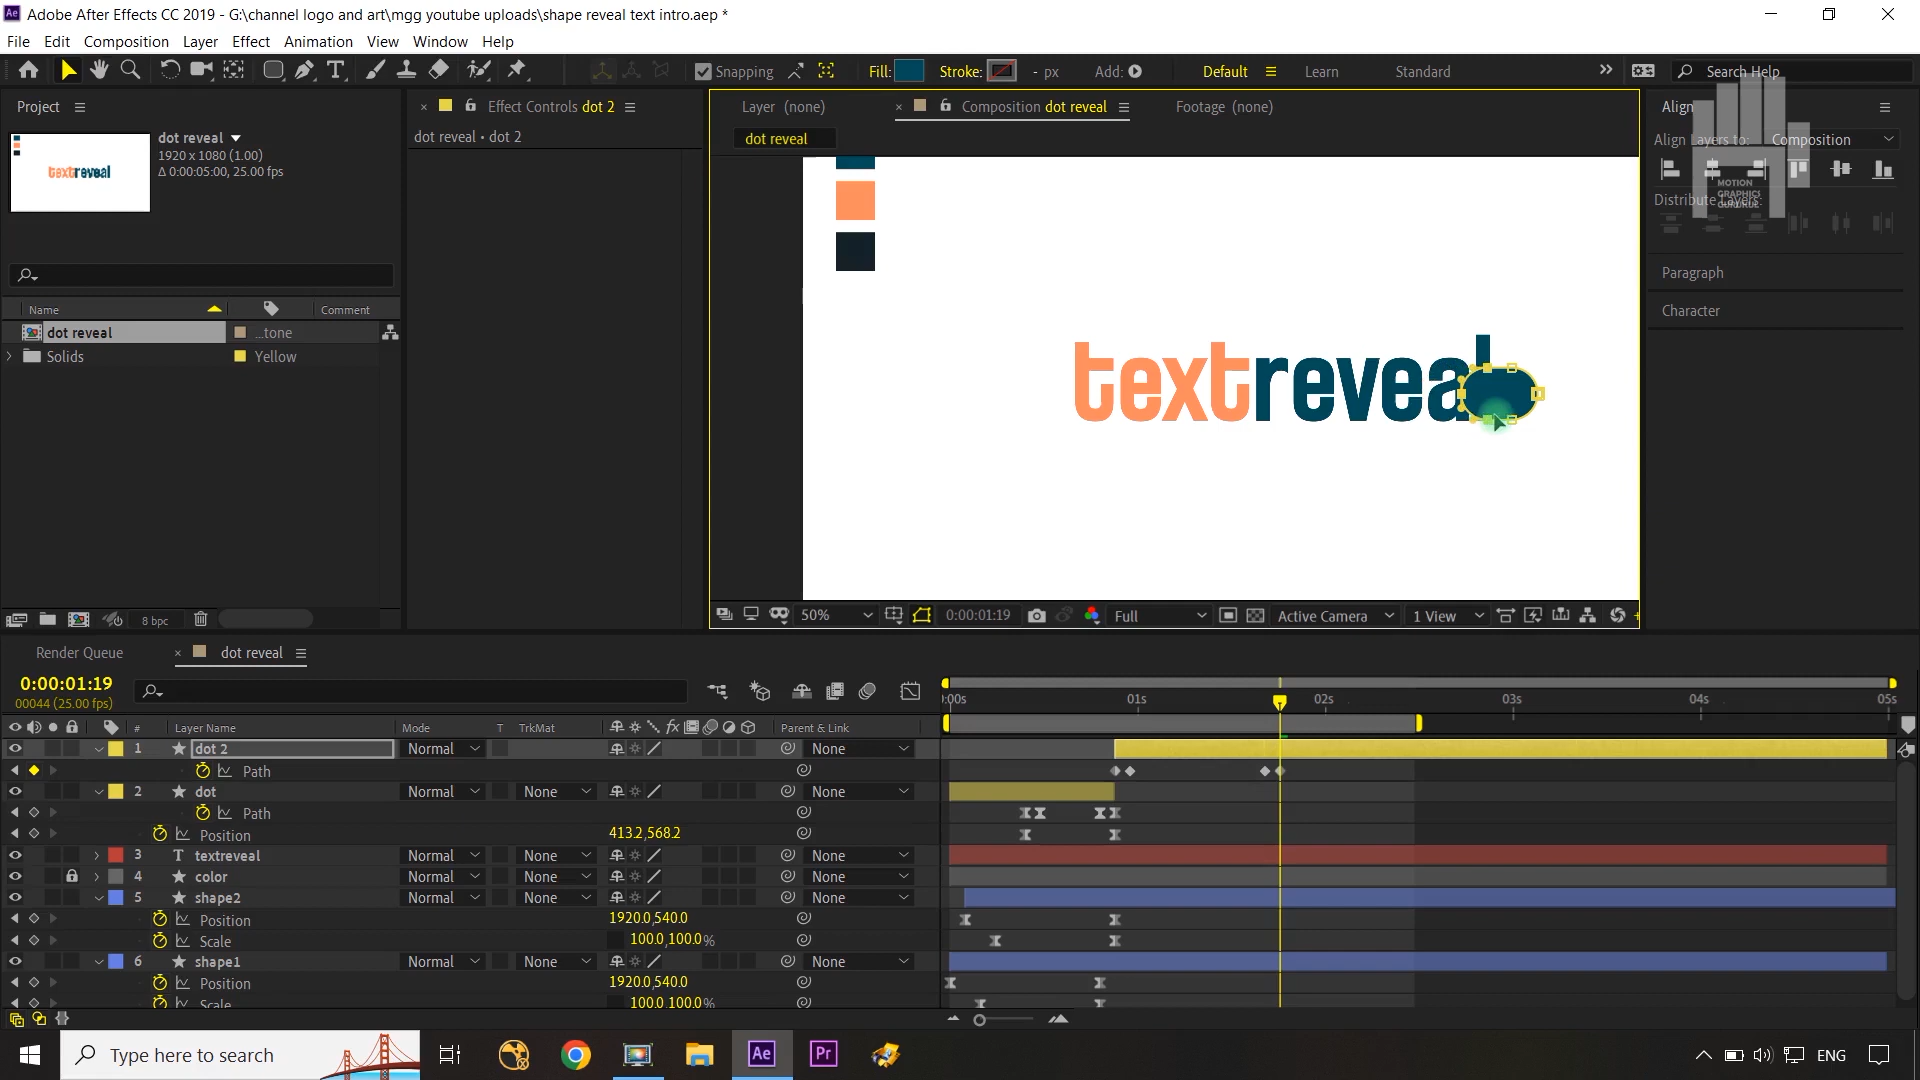 Adobe After Effects CC 2019 - G:\channel logo and art\mgg youtube uploads\shape reveal text intro.aep *
File Edit Composition Layer Effect Animation View Window Help
Snapping Fill: Stroke: - px Add: Default Learn Standard Search Help
Project Effect Controls dot 2 Layer (none) Composition dot reveal Footage (none) Align
dot reveal
1920 x 1080 (1.00)
Δ 0:00:05:00, 25.00 fps
textreveal
dot reveal • dot 2
dot reveal
Align Layers to: Composition
MOTION
GRAPHICS
Distribute Layers:
Paragraph
Character
Name Comment
dot reveal ...tone
Solids Yellow
textreveal
8 bpc
50% 0:00:01:19 Full Active Camera 1 View
Render Queue dot reveal
0:00:01:19
00044 (25.00 fps)
:00s 01s 02s 03s 04s 05s
# Layer Name Mode T TrkMat fx Parent & Link
1 dot 2 Normal None
Path
2 dot Normal None None
Path
Position 413.2,568.2
3 T textreveal Normal None None
4 color Normal None None
5 shape2 Normal None None
Position 1920.0,540.0
Scale 100.0,100.0%
6 shape1 Normal None None
Position 1920.0,540.0
Scale 100.0,100.0%
Type here to search Ae Pr ENG